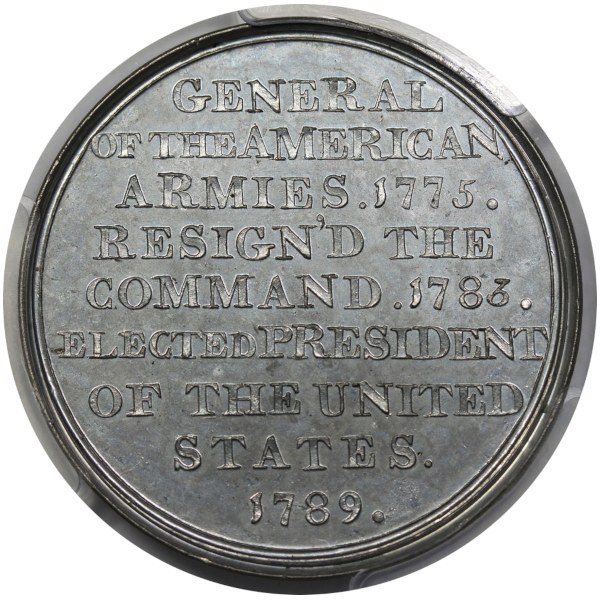 GENERAL
OF THE AMERICAN
ARMIES. 1775.
RESIGN'D THE
COMMAND. 1783.
ELECTED PRESIDENT
OF THE UNITED
STATES.
1789.